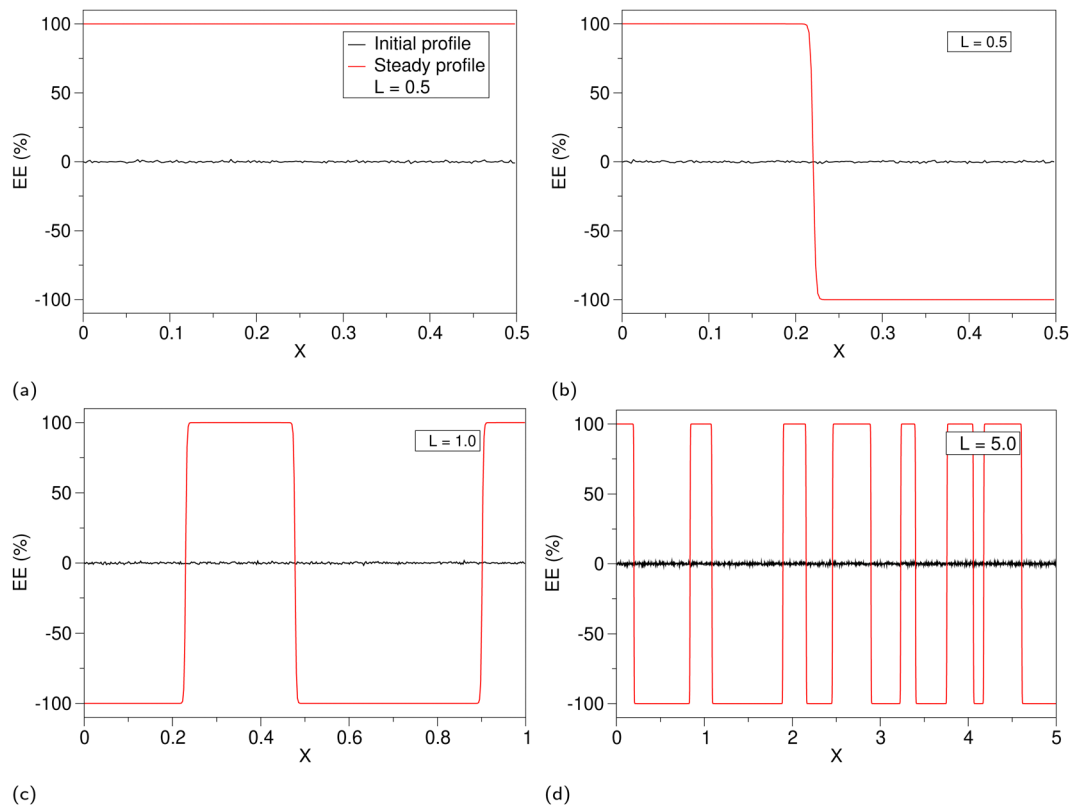 100
50
0
-50
-100
EE (%)
0
0.1
0.2
0.3
0.4
0.5
X
Initial profile
Steady profile
L = 0.5
(a)
100
50
0
-50
-100
EE (%)
0
0.1
0.2
0.3
0.4
0.5
X
L = 0.5
(b)
100
50
0
-50
-100
EE (%)
0
0.2
0.4
0.6
0.8
1
X
L = 1.0
(c)
100
50
0
-50
-100
EE (%)
0
1
2
3
4
5
X
L = 5.0
(d)